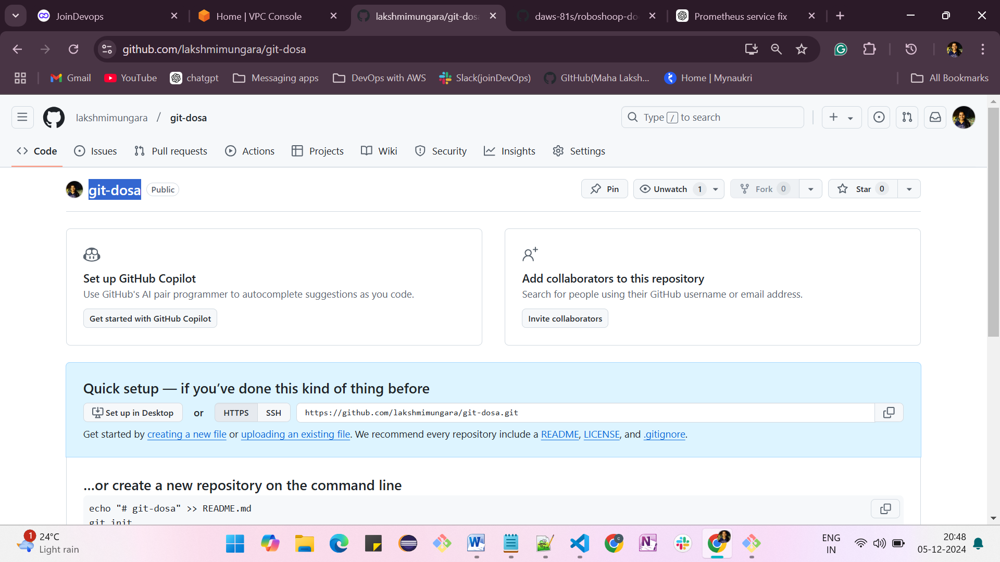 JoinDevops
Home | VPC Console
lakshmimungara/git-dosa
daws-81s/roboshoop-do
Prometheus service fix
github.com/lakshmimungara/git-dosa
Gmail
YouTube
chatgpt
Messaging apps
DevOps with AWS
Slack(joinDevOps)
GItHub(Maha Laksh...
Home | Mynaukri
All Bookmarks
lakshmimungara / git-dosa
Type / to search
Code
Issues
Pull requests
Actions
Projects
Wiki
Security
Insights
Settings
git-dosa
Public
Pin
Unwatch 1
Fork 0
Star 0
Set up GitHub Copilot
Use GitHub's AI pair programmer to autocomplete suggestions as you code.
Get started with GitHub Copilot
Add collaborators to this repository
Search for people using their GitHub username or email address.
Invite collaborators
Quick setup — if you’ve done this kind of thing before
Set up in Desktop
or
HTTPS
SSH
https://github.com/lakshmimungara/git-dosa.git
Get started by creating a new file or uploading an existing file. We recommend every repository include a README, LICENSE, and .gitignore.
…or create a new repository on the command line
echo "# git-dosa" >> README.md
git init
1
24°C
Light rain
ENG
IN
20:48
05-12-2024